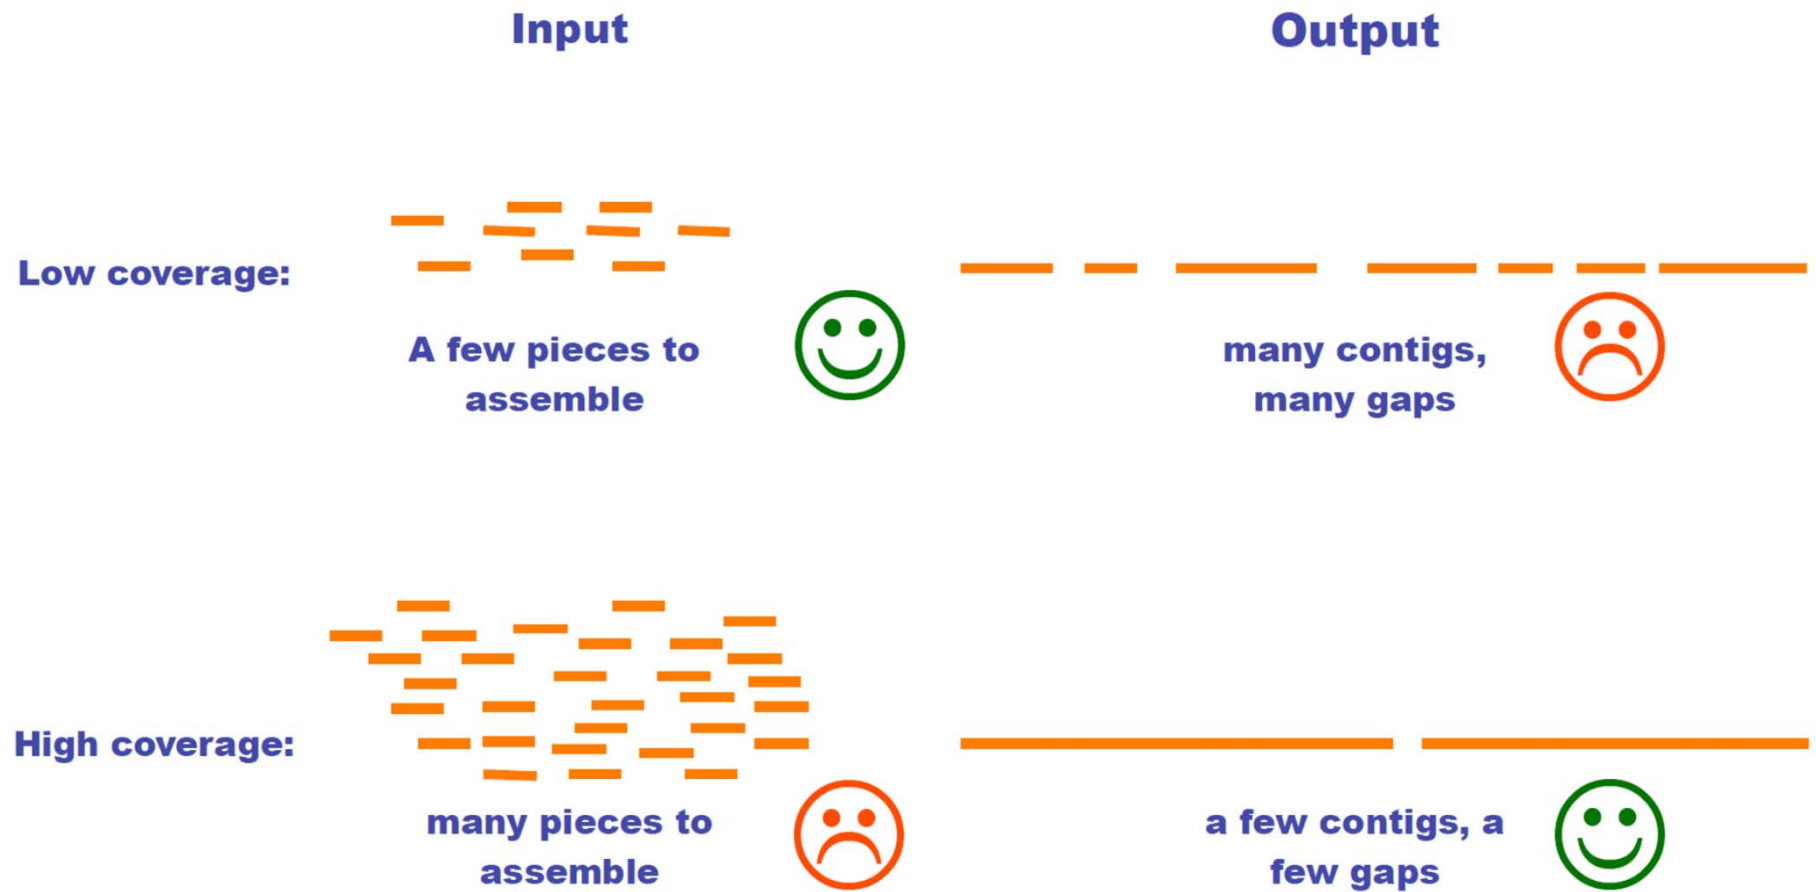 Input
Output
Low coverage:
A few pieces to
assemble
many contigs,
many gaps
High coverage:
many pieces to
assemble
a few contigs, a
few gaps